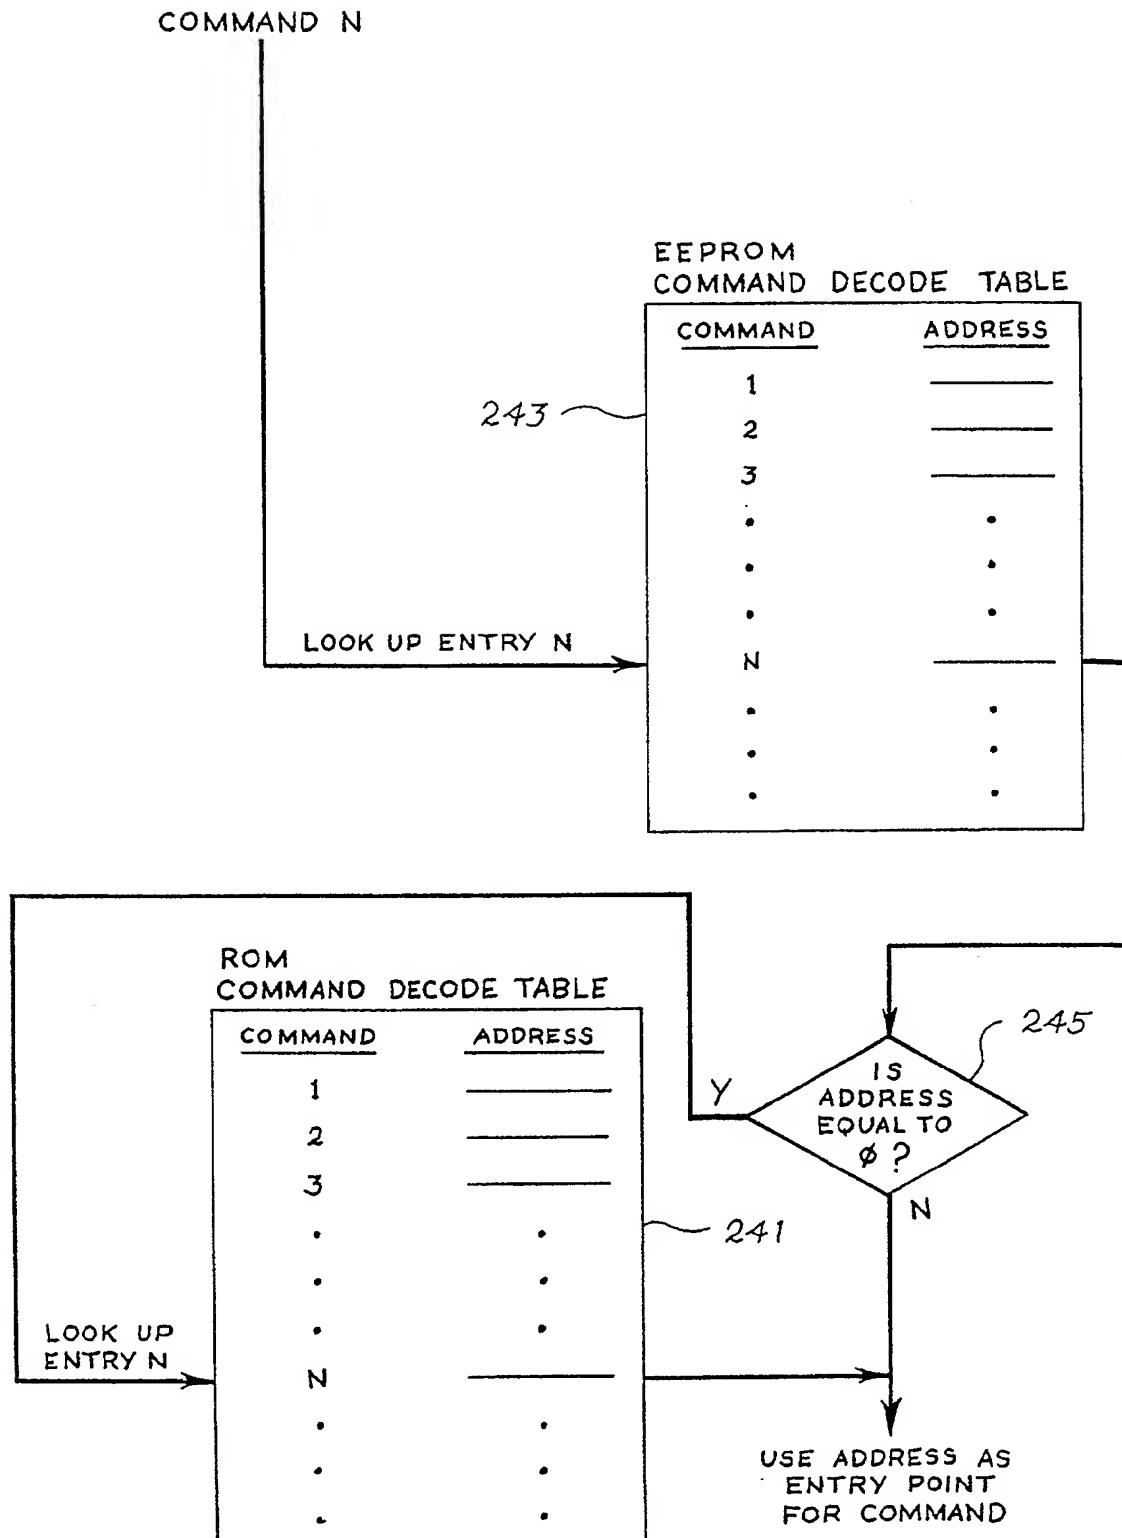 COMMAND N
EEPROM
COMMAND DECODE TABLE
COMMAND ADDRESS
1
2
3
243
LOOK UP ENTRY N
N
ROM
COMMAND DECODE TABLE
COMMAND ADDRESS
1
2
3
241
LOOK UP
ENTRY N
N
245
IS
ADDRESS
EQUAL TO
ø ?
Y
N
USE ADDRESS AS
ENTRY POINT
FOR COMMAND